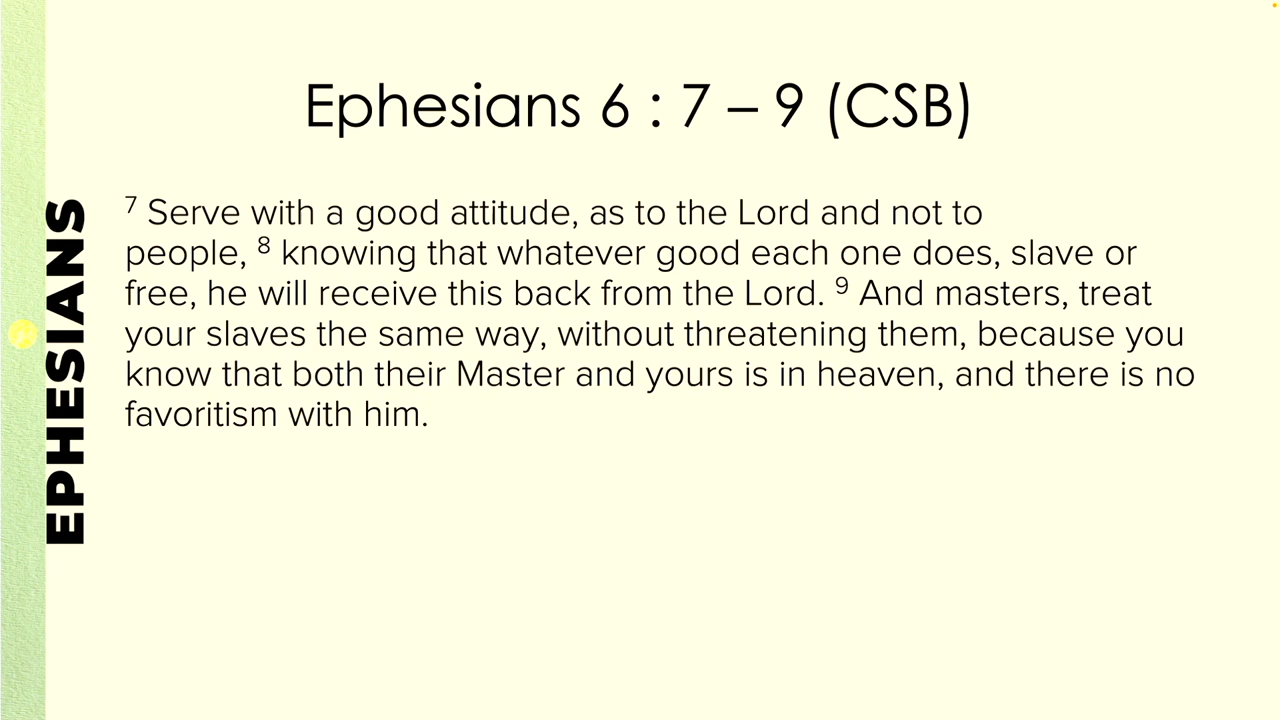 Ephesians 6 : 7 – 9 (CSB)
EPHESIANS
⁷ Serve with a good attitude, as to the Lord and not to
people, ⁸ knowing that whatever good each one does, slave or
free, he will receive this back from the Lord. ⁹ And masters, treat
your slaves the same way, without threatening them, because you
know that both their Master and yours is in heaven, and there is no
favoritism with him.